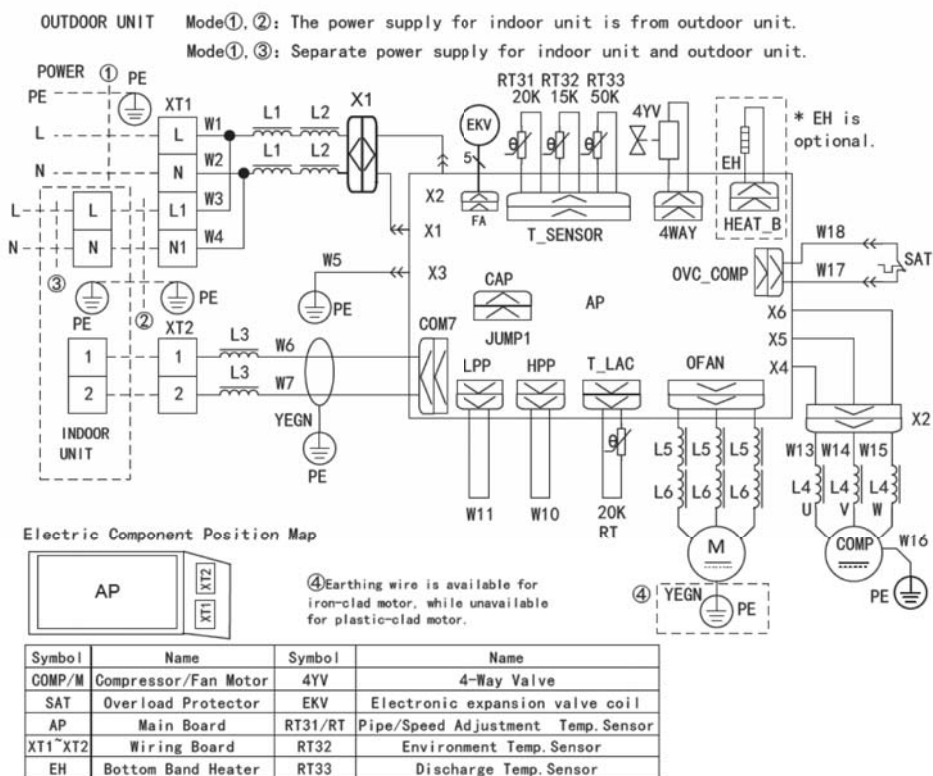 OUTDOOR UNIT Mode①, ②: The power supply for indoor unit is from outdoor unit.
Mode①, ③: Separate power supply for indoor unit and outdoor unit.
POWER ① PE
PE
XT1
L
N
L
N
L
N
L1
N1
W1
W2
W3
W4
L1 L2
L1 L2
X1
L
N
③
PE
②
PE
EKV
5
FA
RT31 RT32 RT33
20K 15K 50K
θ θ θ
T_SENSOR
4YV
4WAY
EH
HEAT_B
* EH is
optional.
X2
X1
X3
W5
PE
CAP
JUMP1
AP
OVC_COMP
W18
W17
SAT
X6
X5
X4
XT2
1
2
1
2
INDOOR
UNIT
L3
L3
W6
W7
YEGN
PE
COM7
LPP HPP T_LAC OFAN
W11 W10
θ
20K
RT
L5 L5 L5
L6 L6 L6
M
④ YEGN
PE
X2
W13 W14 W15
L4 L4 L4
U V W
COMP
W16
PE
Electric Component Position Map
AP
XT1 XT2
④Earthing wire is available for
iron-clad motor, while unavailable
for plastic-clad motor.
Symbol Name Symbol Name
COMP/M Compressor/Fan Motor 4YV 4-Way Valve
SAT Overload Protector EKV Electronic expansion valve coil
AP Main Board RT31/RT Pipe/Speed Adjustment Temp.Sensor
XT1~XT2 Wiring Board RT32 Environment Temp.Sensor
EH Bottom Band Heater RT33 Discharge Temp.Sensor